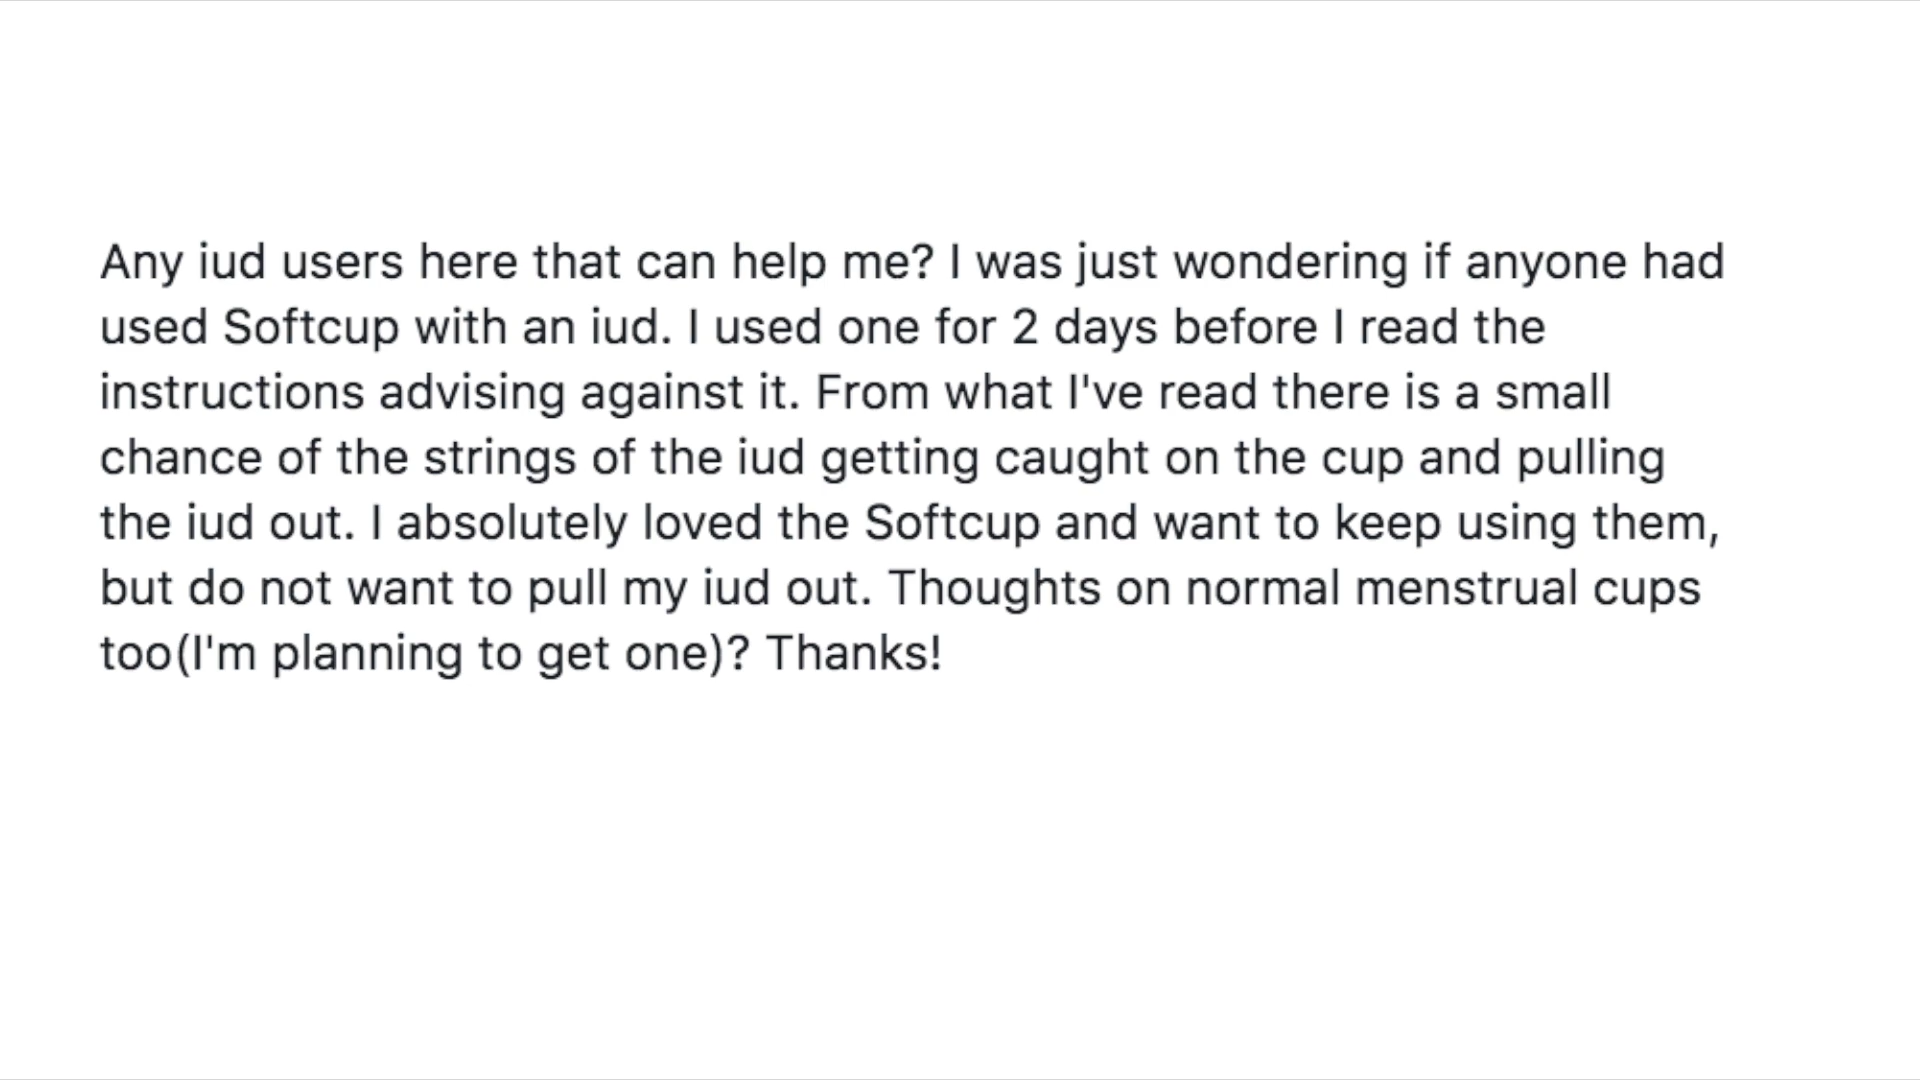 Any iud users here that can help me? I was just wondering if anyone had
used Softcup with an iud. I used one for 2 days before I read the
instructions advising against it. From what I've read there is a small
chance of the strings of the iud getting caught on the cup and pulling
the iud out. I absolutely loved the Softcup and want to keep using them,
but do not want to pull my iud out. Thoughts on normal menstrual cups
too(I'm planning to get one)? Thanks!